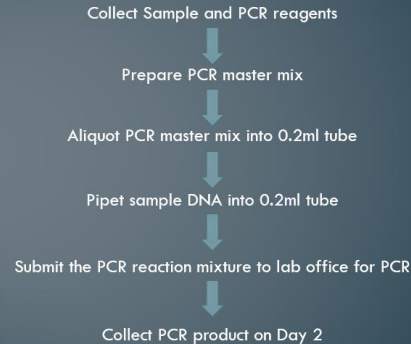 Collect Sample and PCR reagents
Prepare PCR master mix
Aliquot PCR master mix into 0.2ml tube
Pipet sample DNA into 0.2ml tube
Submit the PCR reaction mixture to lab office for PCR
Collect PCR product on Day 2